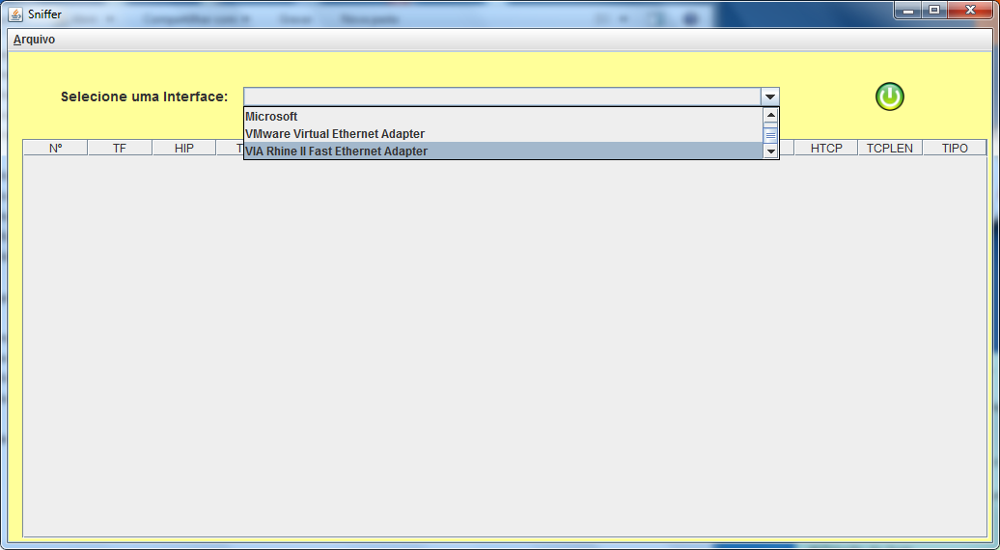 Sniffer
Arquivo
Selecione uma Interface:
Microsoft
VMware Virtual Ethernet Adapter
VIA Rhine II Fast Ethernet Adapter
Nº TF HIP HTCP TCPLEN TIPO